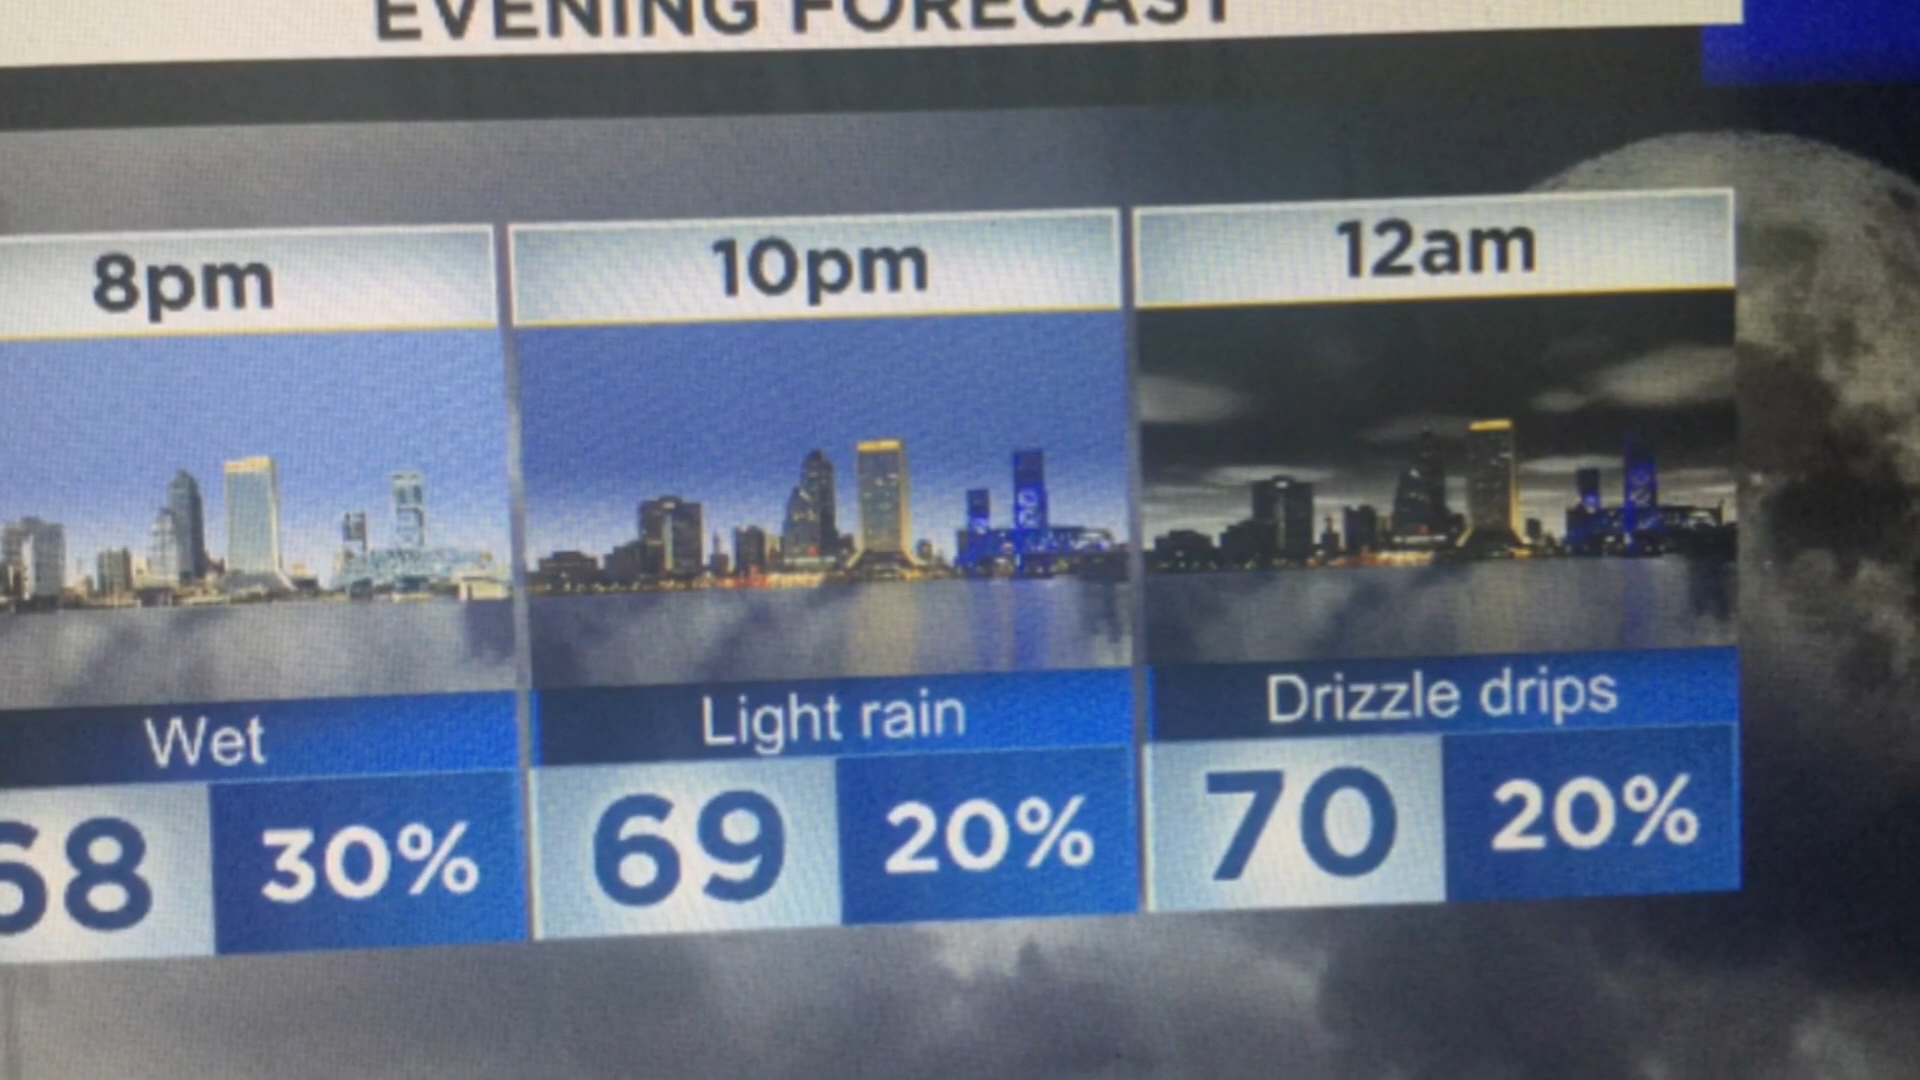 EVENING FORECAST
8pm
10pm
12am
Wet
Light rain
Drizzle drips
68 30%
69 20%
70 20%